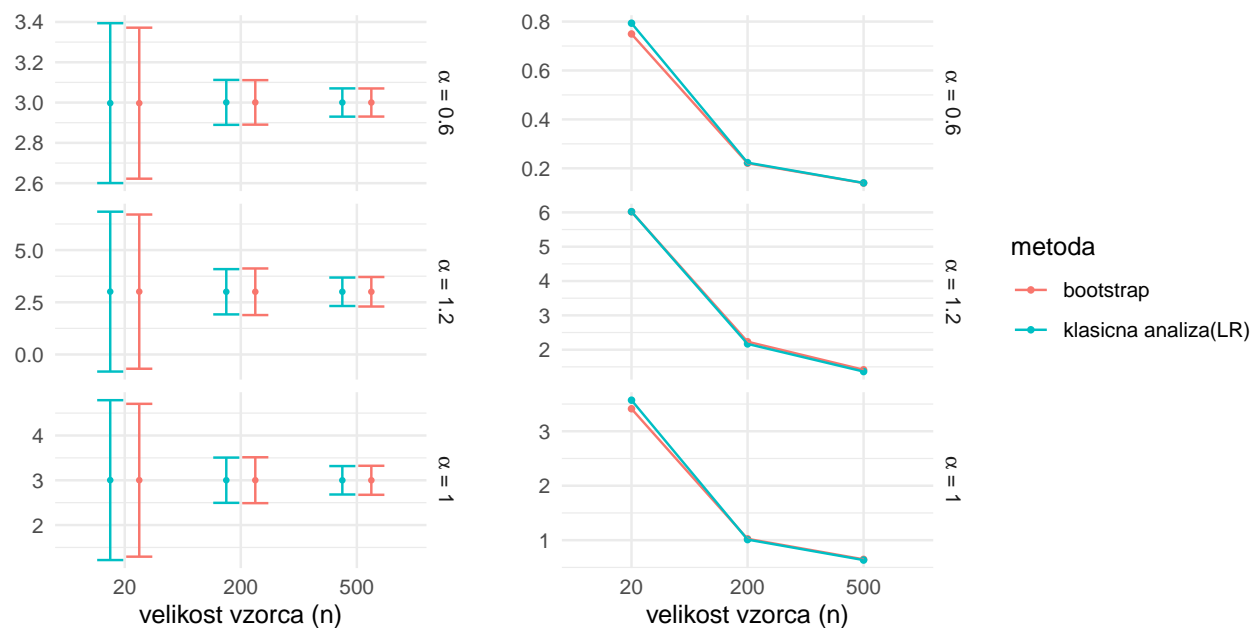 3.4
3.2
3.0
2.8
2.6
α = 0.6
5.0
2.5
0.0
α = 1.2
4
3
2
α = 1
20
200
500
velikost vzorca (n)
0.8
0.6
0.4
0.2
α = 0.6
6
5
4
3
2
α = 1.2
3
2
1
α = 1
20
200
500
velikost vzorca (n)
metoda
bootstrap
klasicna analiza(LR)